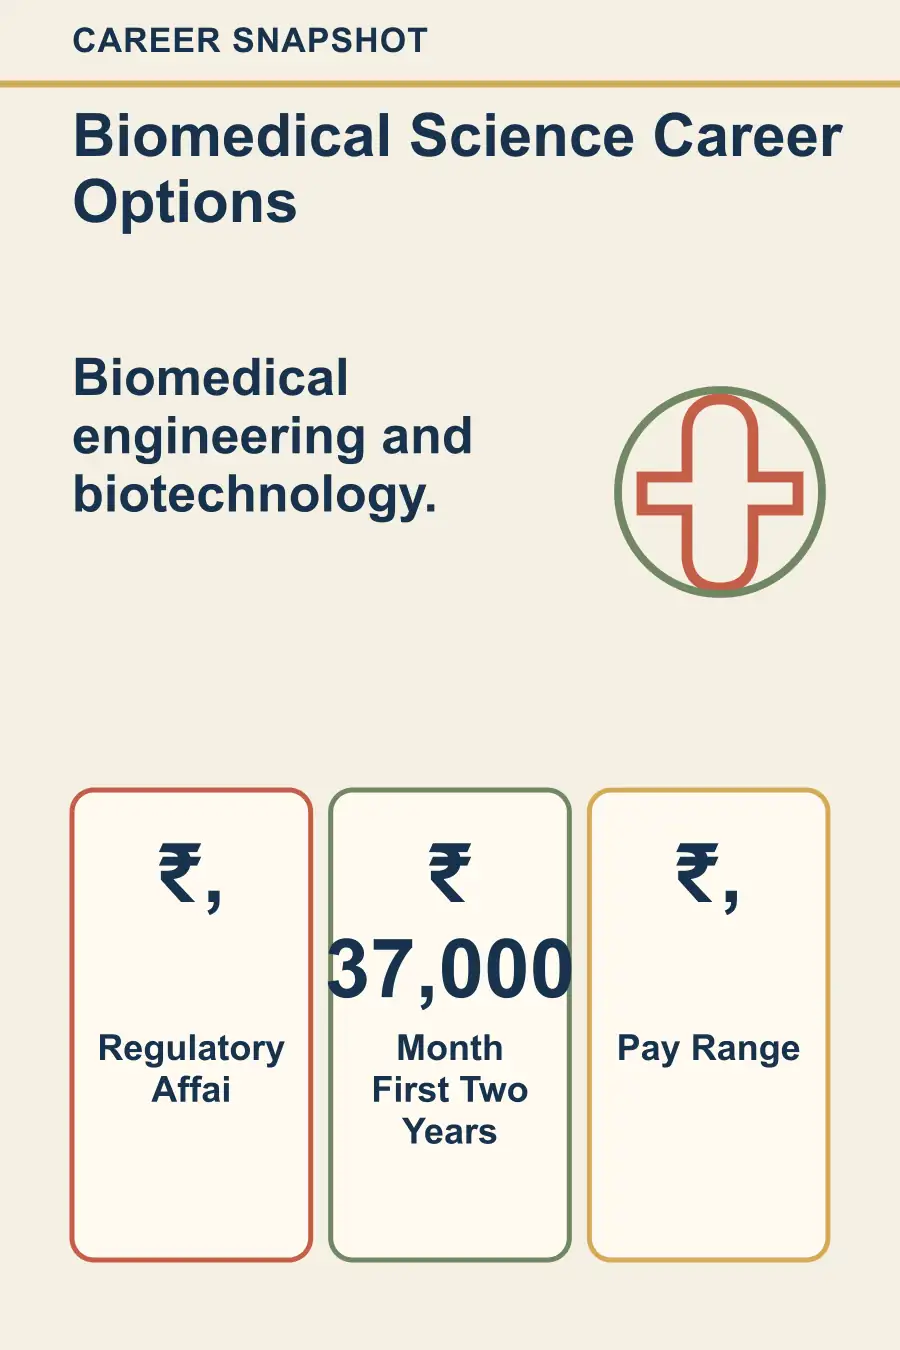 CAREER SNAPSHOT
Biomedical Science Career
Options
Biomedical
engineering and
biotechnology.
₹,
Regulatory
Affai
₹
37,000
Month
First Two
Years
₹,
Pay Range